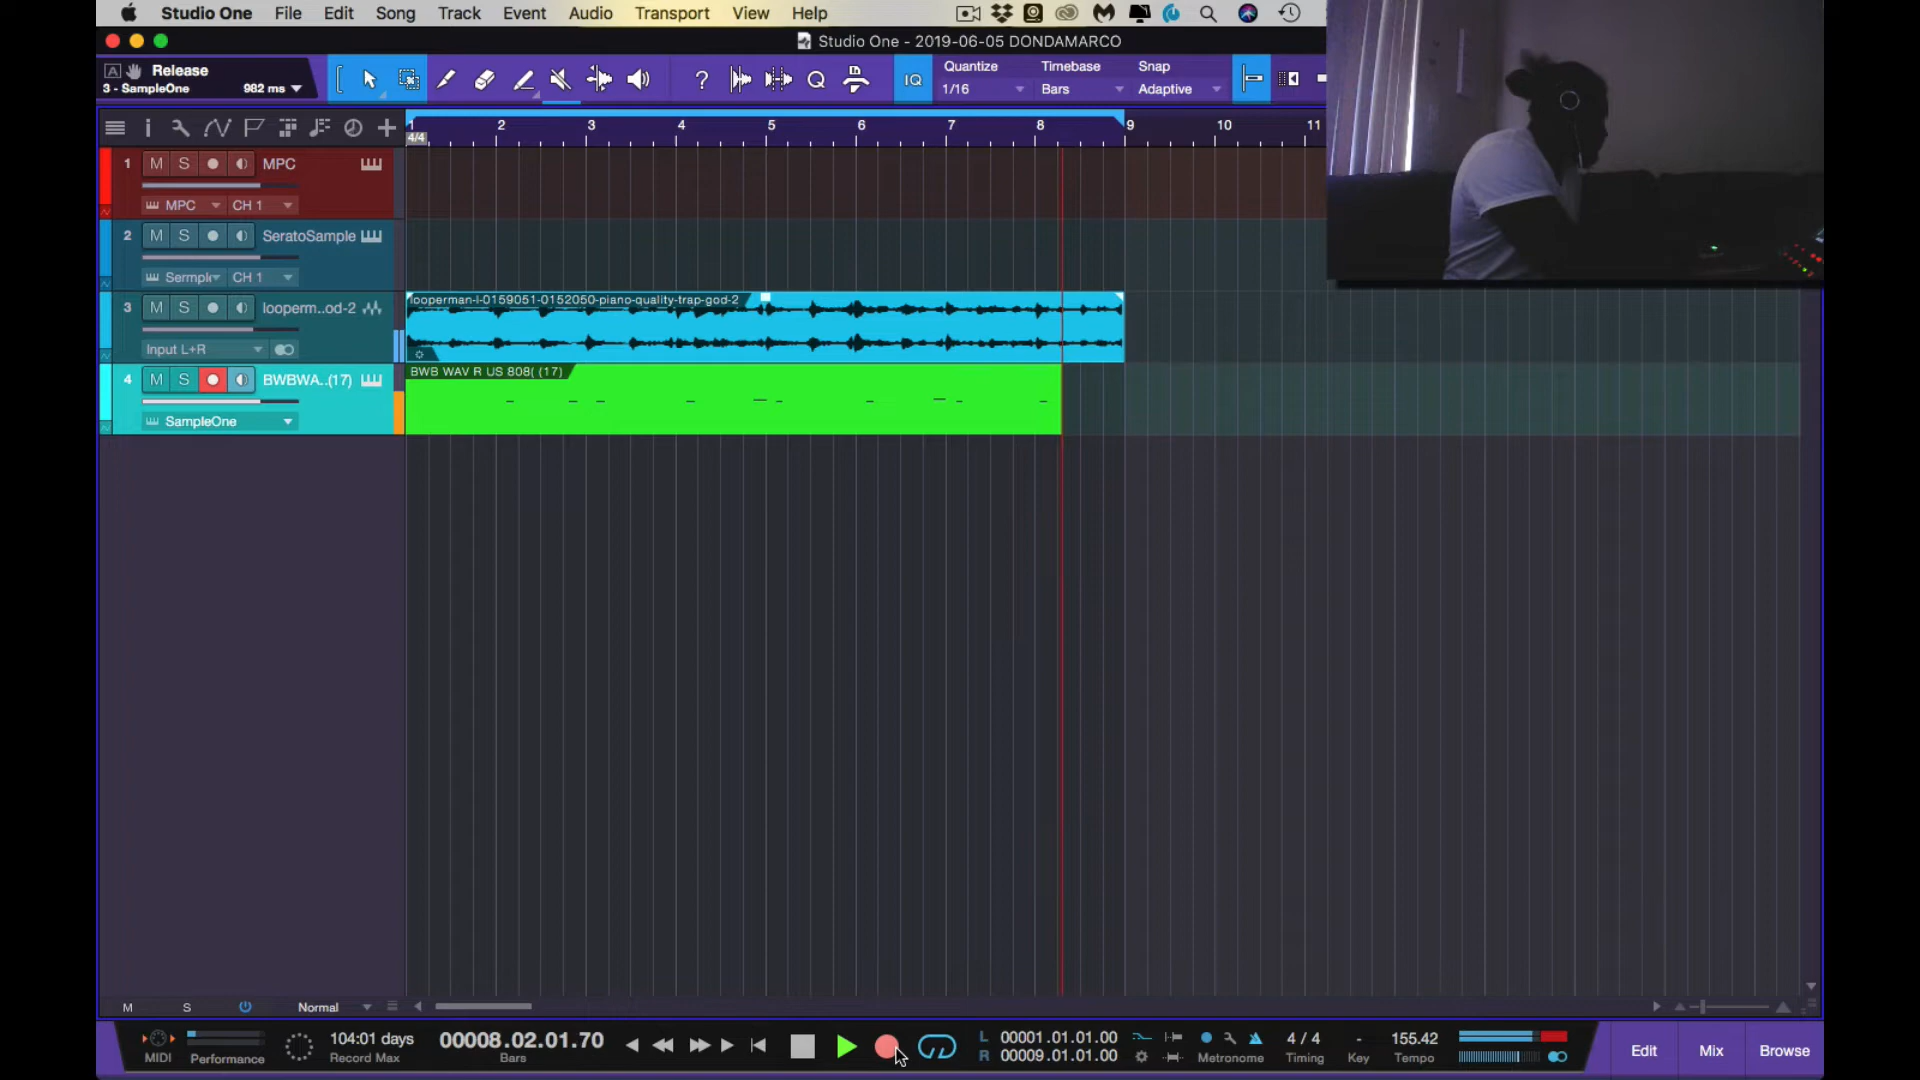 Studio One File Edit Song Track Event Audio Transport View Help
Studio One - 2019-06-05 DONDAMARCO
A Release
3 - SampleOne 982 ms
IQ
Quantize Timebase Snap
1/16 Bars Adaptive
1 2 3 4 5 6 7 8 9 10 11
4/4
1 M S MPC
MPC CH 1
2 M S SeratoSample
CH 1
3 M S looperm..od-2
Input L+R
looperman-l-0159051-0152050-piano-quality-trap-god-2
4 M S BWBWA..(17)
SampleOne
BWB WAV R US 808( (17)
M S Normal
MIDI Performance
104:01 days
Record Max
00008.02.01.70
Bars
L 00001.01.01.00
R 00009.01.01.00
Metronome
4 / 4
Timing
-
Key
155.42
Tempo
Edit Mix Browse